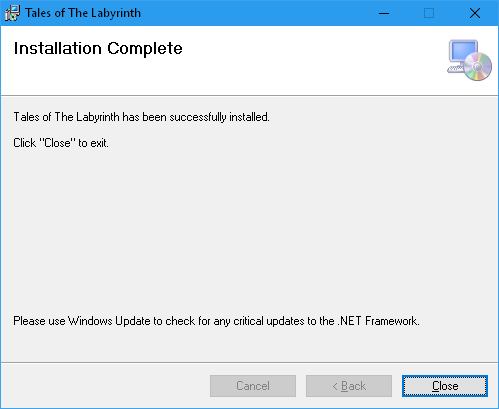 Tales of The Labyrinth
Installation Complete
Tales of The Labyrinth has been successfully installed.
Click "Close" to exit.
Please use Windows Update to check for any critical updates to the .NET Framework.
Cancel
< Back
Close